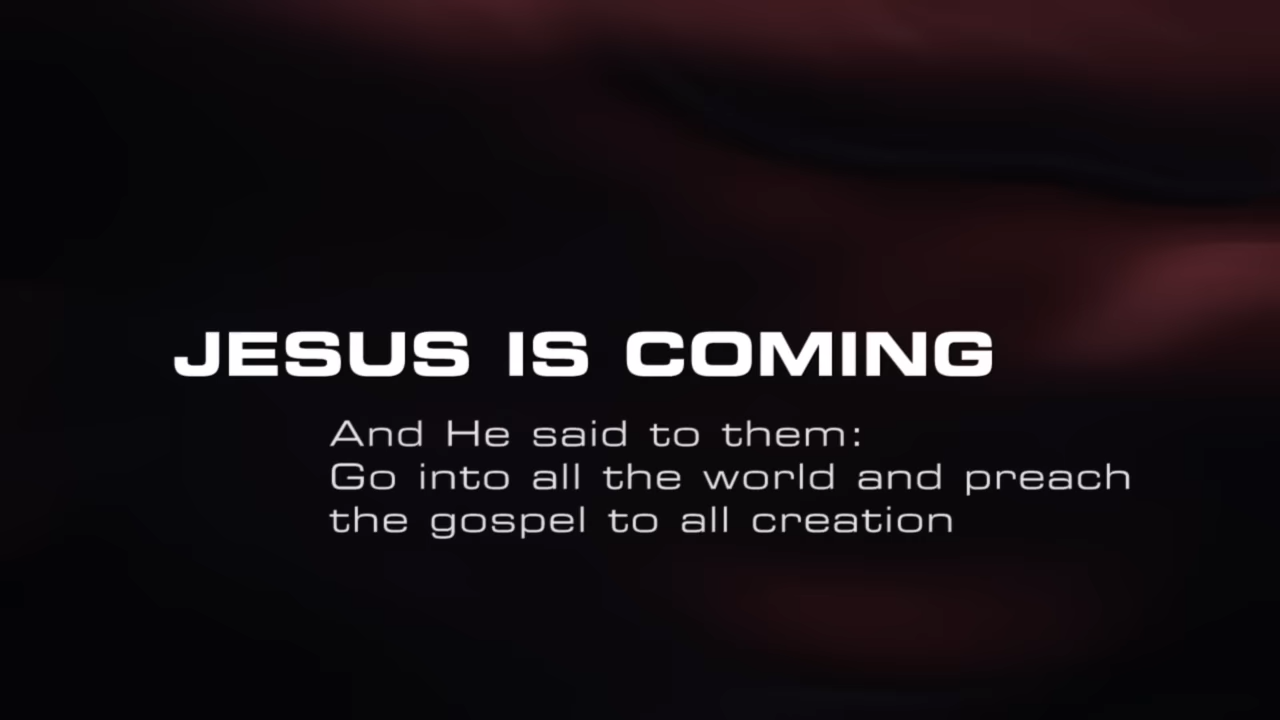 JESUS IS COMING
And He said to them:
Go into all the world and preach
the gospel to all creation